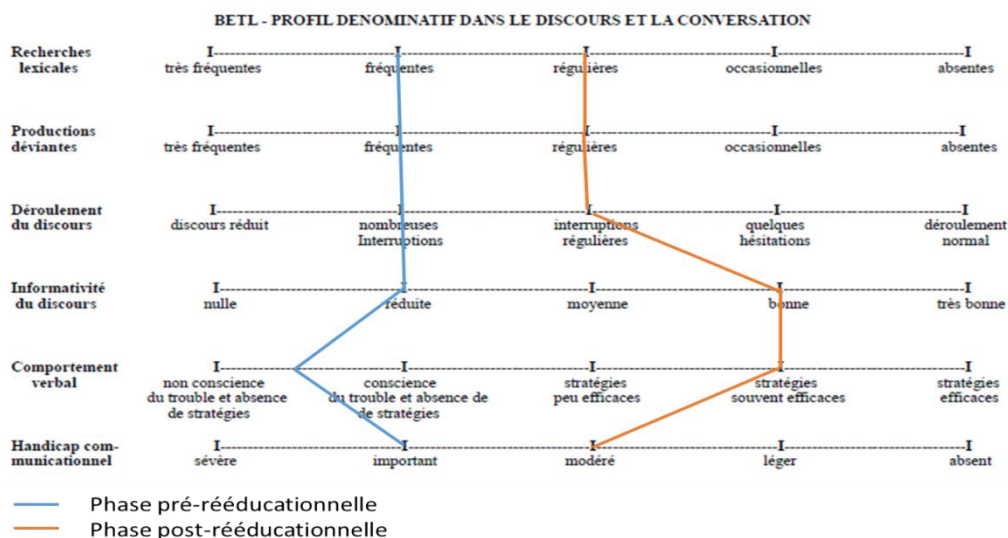 BETL - PROFIL DENOMINATIF DANS LE DISCOURS ET LA CONVERSATION
Recherches lexicales
très fréquentes fréquentes régulières occasionnelles absentes
Productions déviantes
très fréquentes fréquentes régulières occasionnelles absentes
Déroulement du discours
discours réduit nombreuses Interruptions interruptions régulières quelques hésitations déroulement normal
Informativité du discours
nulle réduite moyenne bonne très bonne
Comportement verbal
non conscience du trouble et absence de stratégies
conscience du trouble et absence de de stratégies
stratégies peu efficaces
stratégies souvent efficaces
stratégies efficaces
Handicap com-
municationnel
sévère important modéré léger absent
Phase pré-rééducationnelle
Phase post-rééducationnelle